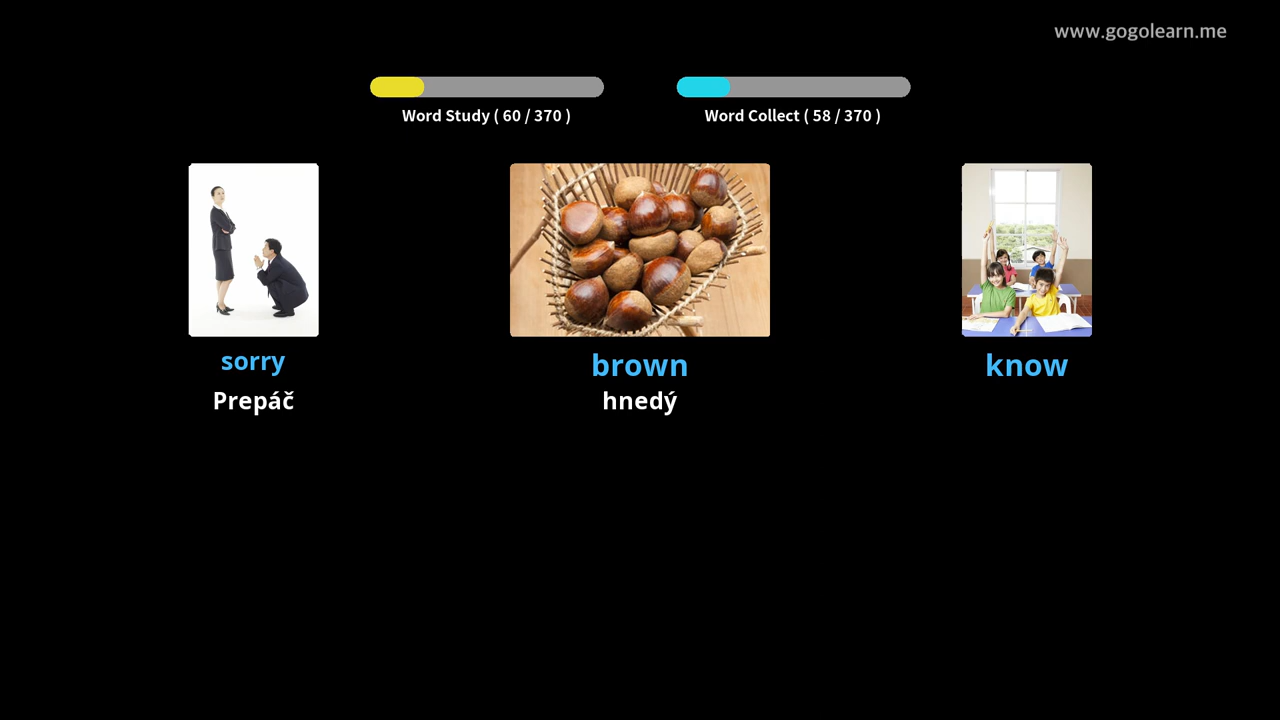 www.gogolearn.me
Word Study ( 60 / 370 )
Word Collect ( 58 / 370 )
sorry
Prepáč
brown
hnedý
know